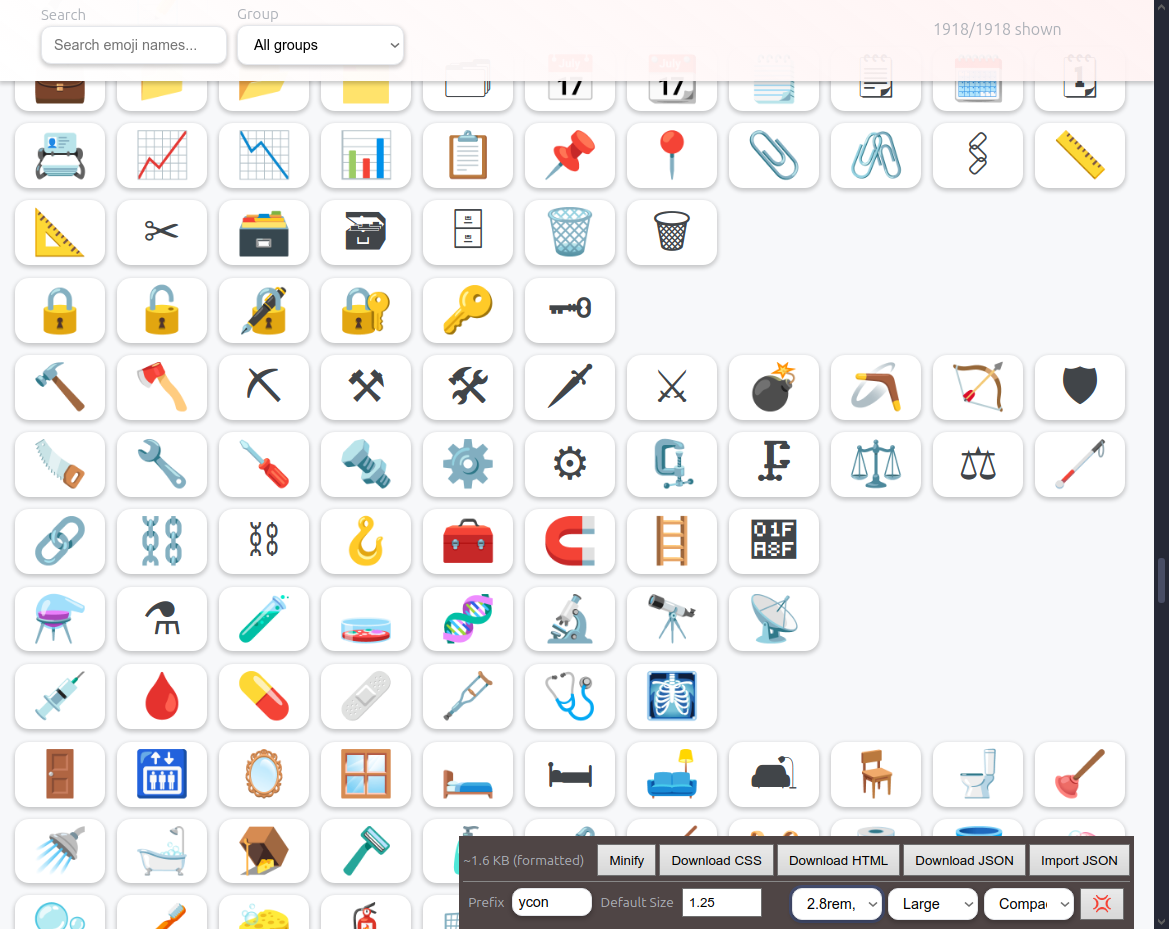 Search
Group
Search emoji names...
All groups
1918/1918 shown
17
17
1
01F
A8F
~1.6 KB (formatted)
Minify
Download CSS
Download HTML
Download JSON
Import JSON
Prefix
ycon
Default Size
1.25
2.8rem,
Large
Compa